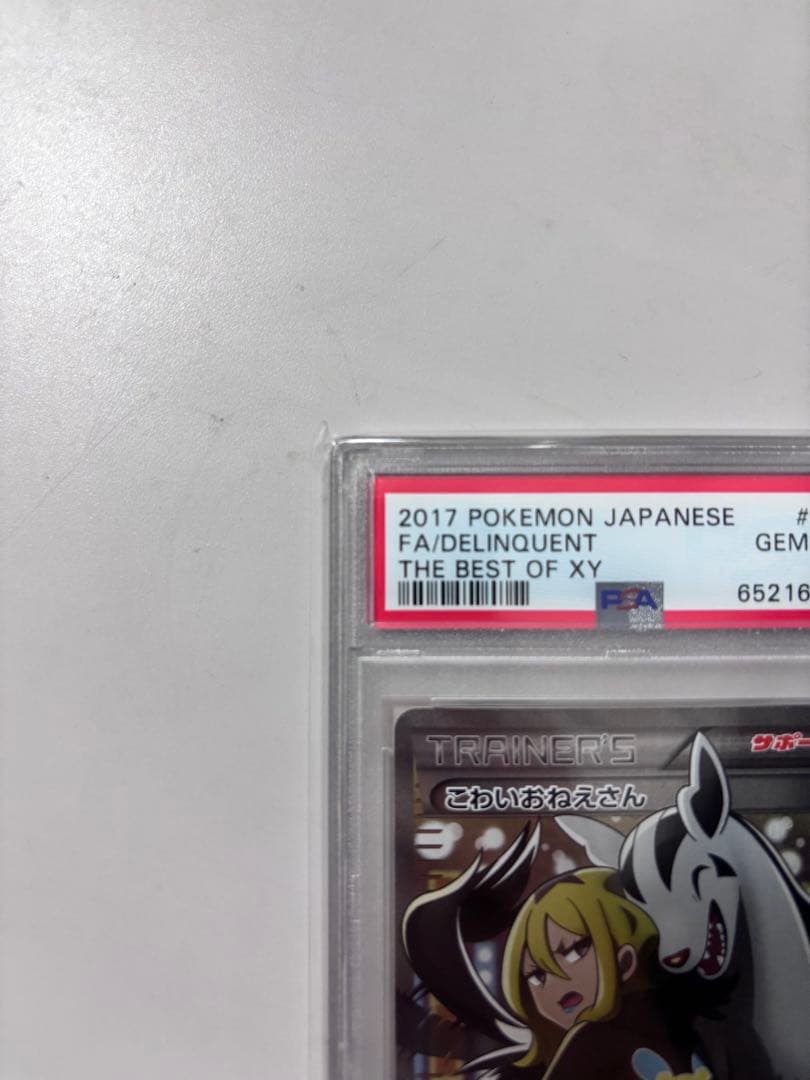 2017 POKEMON JAPANESE #
FA/DELINQUENT GEM
THE BEST OF XY
PSA 65216
TRAINER'S サポー
こわいおねえさん